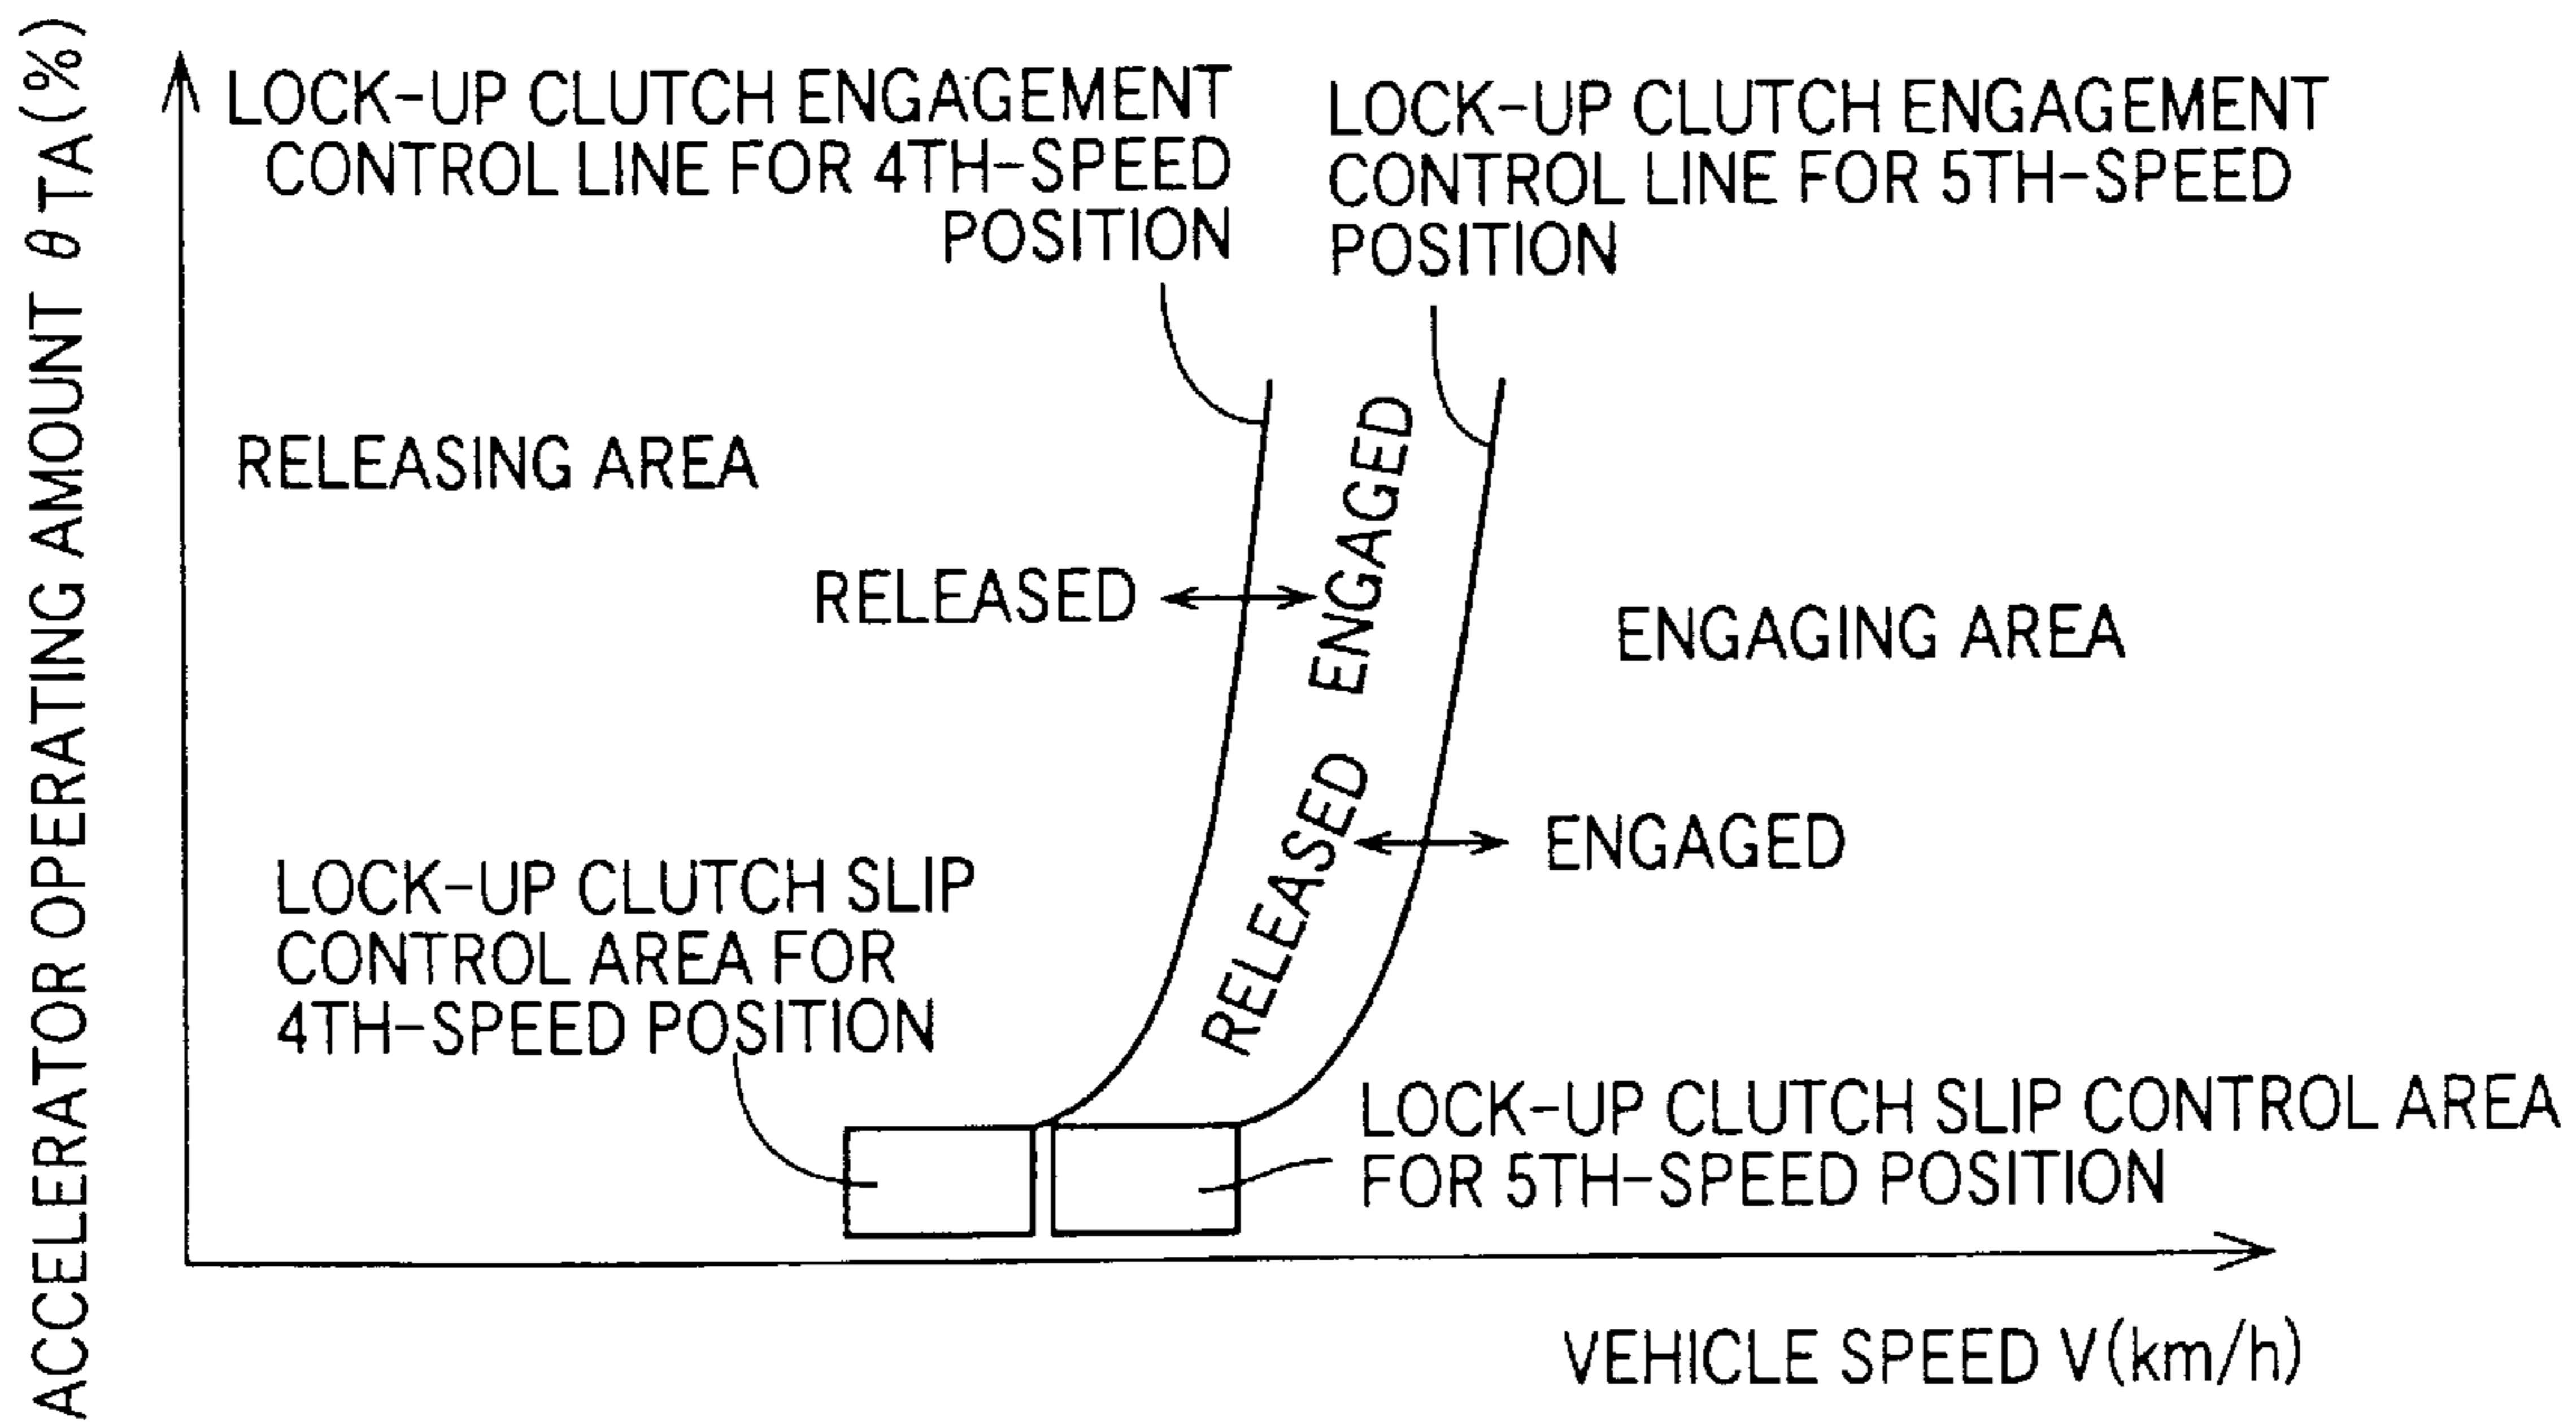 ACCELERATOR OPERATING AMOUNT θ TA(%)
LOCK-UP CLUTCH ENGAGEMENT
CONTROL LINE FOR 4TH-SPEED
POSITION
LOCK-UP CLUTCH ENGAGEMENT
CONTROL LINE FOR 5TH-SPEED
POSITION
RELEASING AREA
RELEASED
ENGAGED
ENGAGING AREA
RELEASED
ENGAGED
LOCK-UP CLUTCH SLIP
CONTROL AREA FOR
4TH-SPEED POSITION
LOCK-UP CLUTCH SLIP CONTROL AREA
FOR 5TH-SPEED POSITION
VEHICLE SPEED V(km/h)